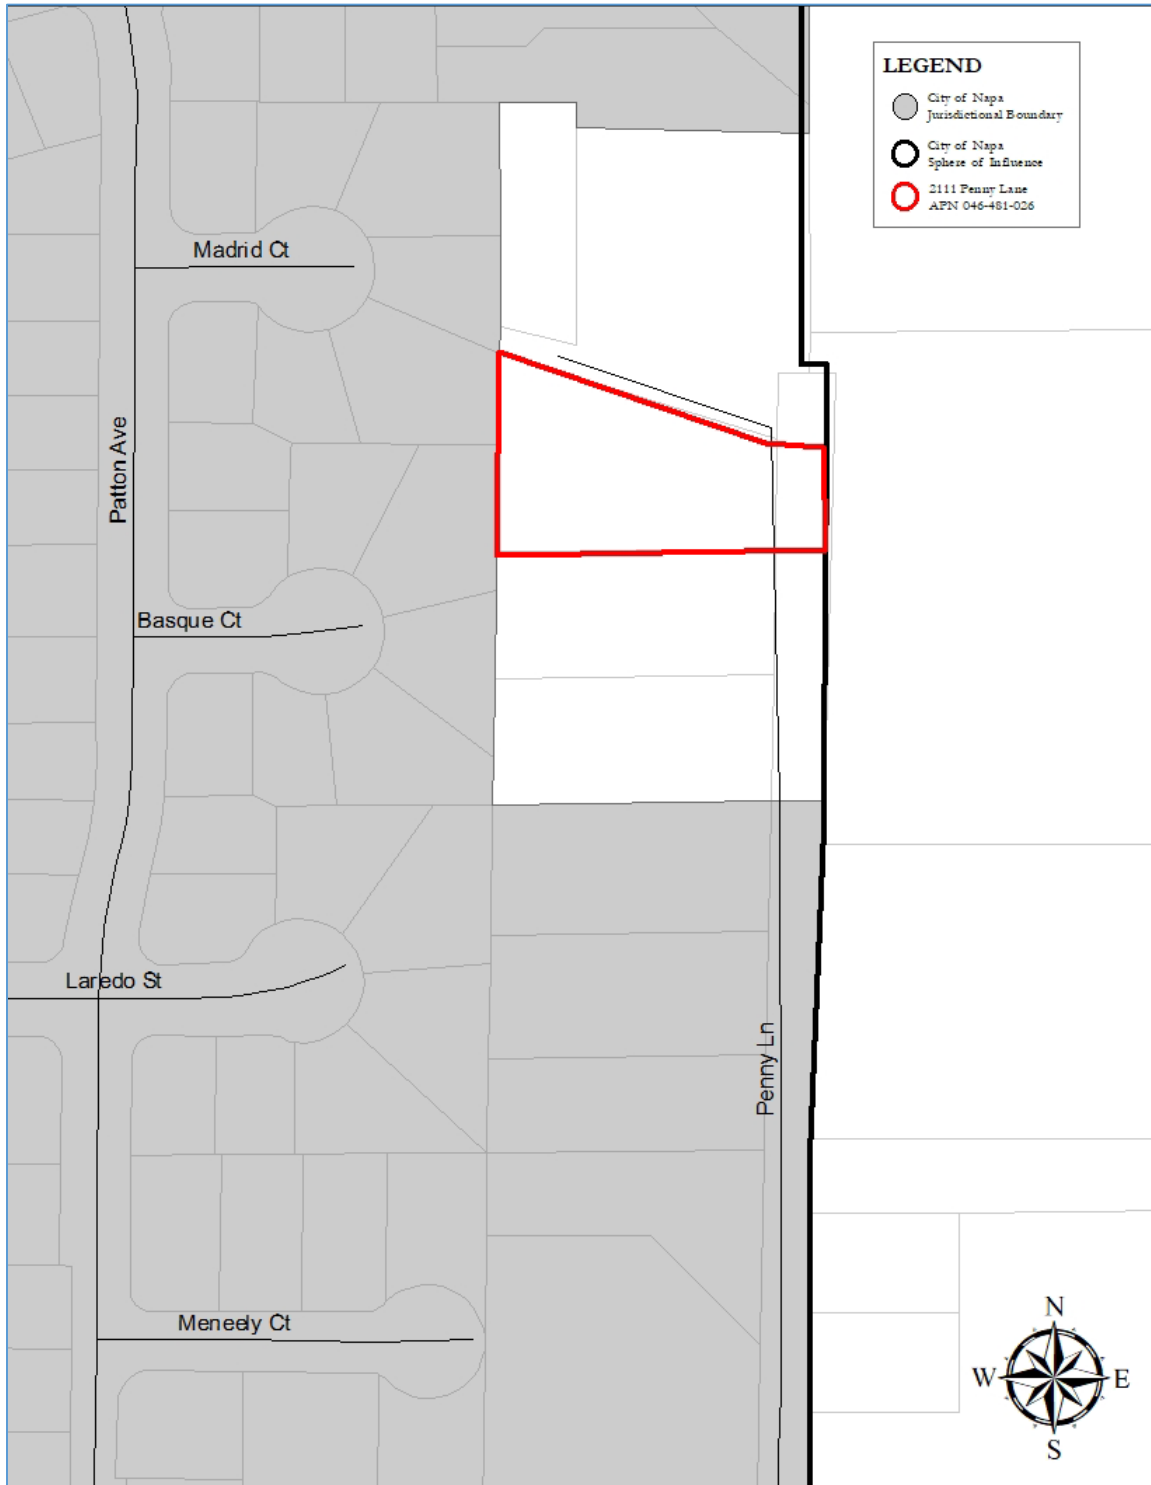 LEGEND
City of Napa
Jurisdictional Boundary
City of Napa
Sphere of Influence
2111 Penny Lane
APN 046-481-026
Madrid Ct
Patton Ave
Basque Ct
Laredo St
Penny Ln
Meneely Ct
N
W
E
S